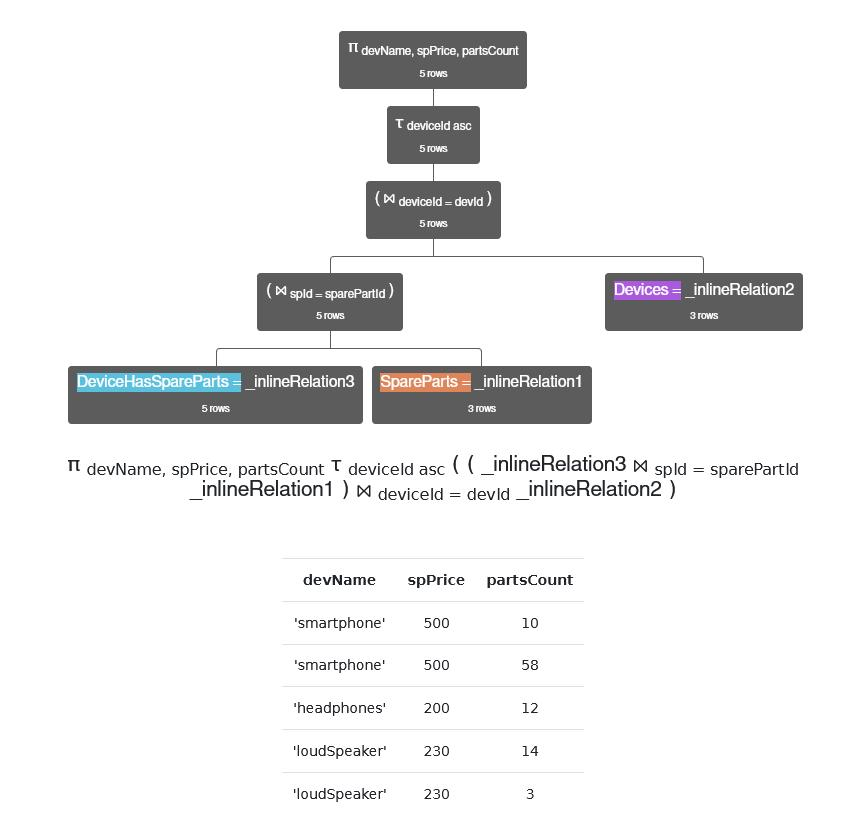 π devName, spPrice, partsCount
5 rows
τ deviceId asc
5 rows
( ⋈ deviceId = devId )
5 rows
( ⋈ spId = sparePartId )
5 rows
Devices = _inlineRelation2
3 rows
DeviceHasSpareParts = _inlineRelation3
5 rows
SpareParts = _inlineRelation1
3 rows
π devName, spPrice, partsCount τ deviceId asc ( ( _inlineRelation3 ⋈ spId = sparePartId
_inlineRelation1 ) ⋈ deviceId = devId _inlineRelation2 )
devName spPrice partsCount
'smartphone' 500 10
'smartphone' 500 58
'headphones' 200 12
'loudSpeaker' 230 14
'loudSpeaker' 230 3